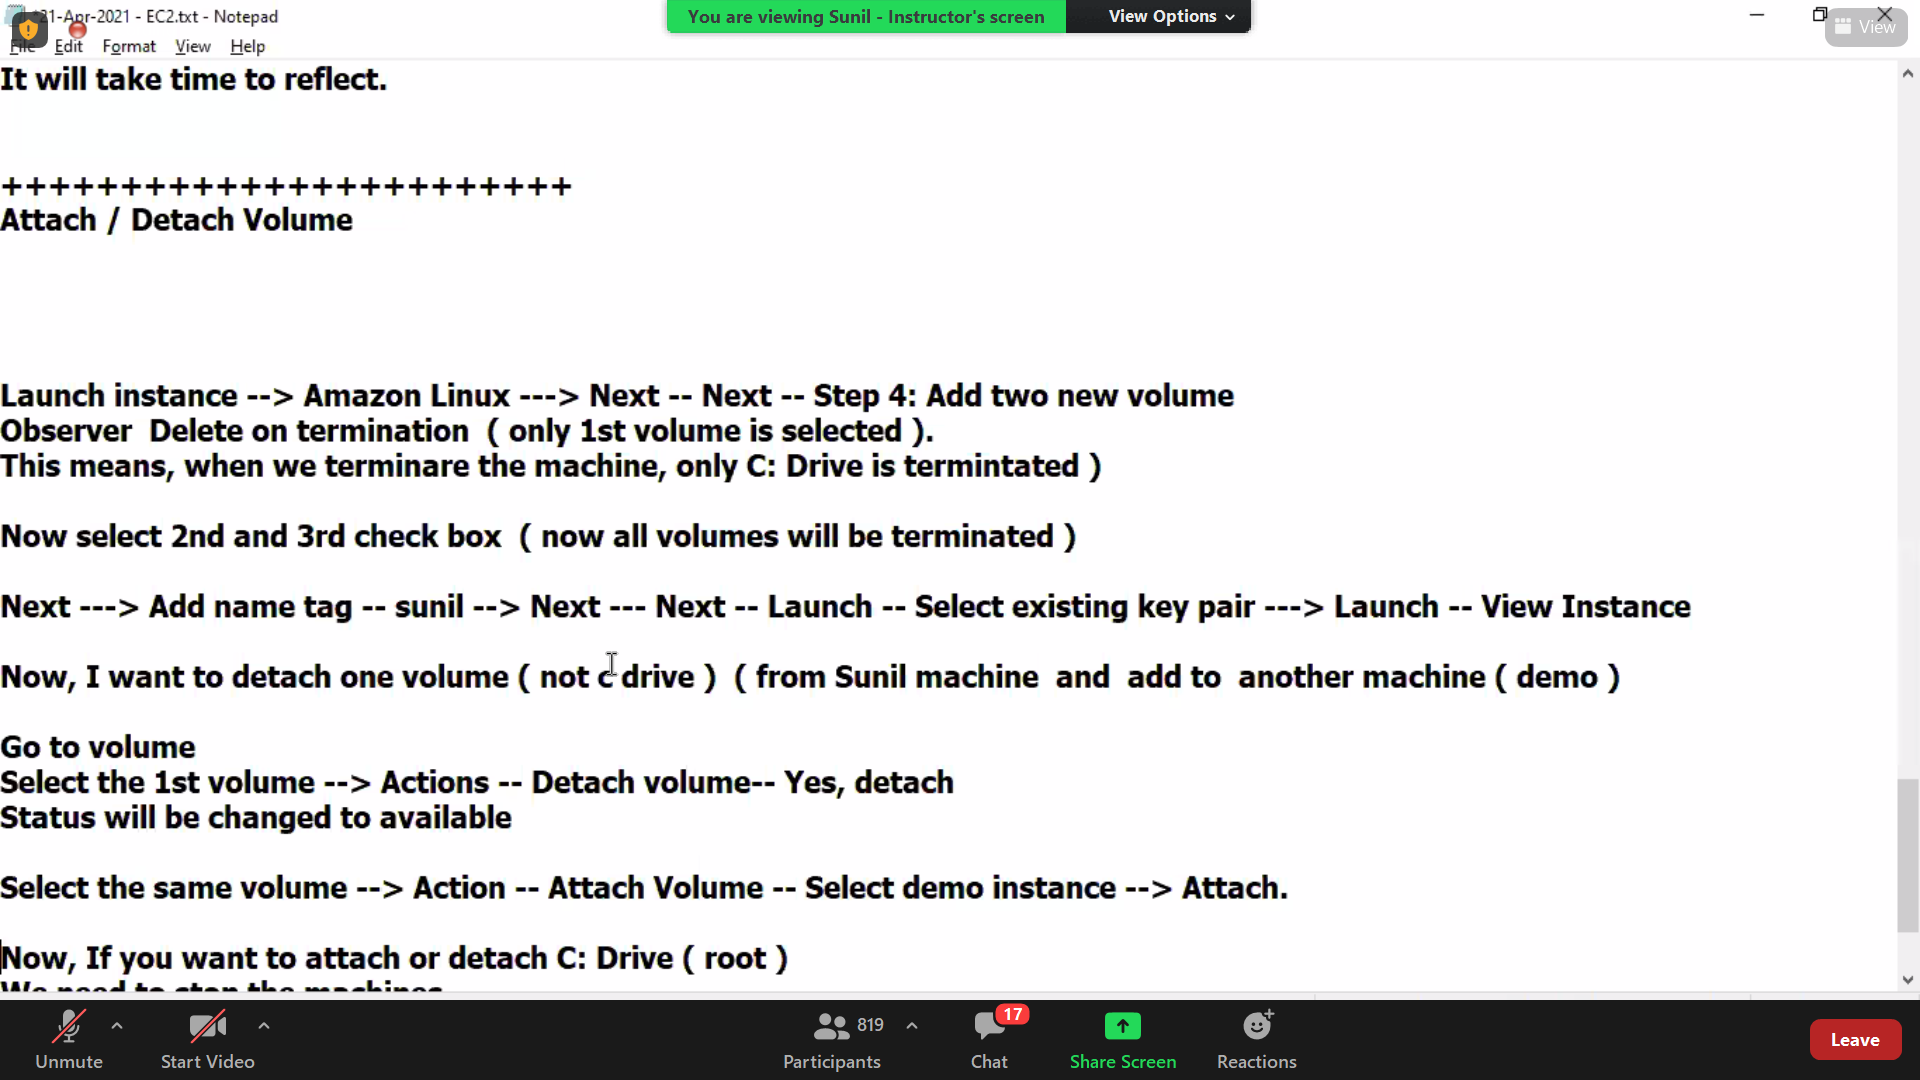 *21-Apr-2021 - EC2.txt - Notepad
You are viewing Sunil - Instructor's screen
View Options
View
File Edit Format View Help
It will take time to reflect.
++++++++++++++++++++++++
Attach / Detach Volume
Launch instance --> Amazon Linux ---> Next -- Next -- Step 4: Add two new volume
Observer  Delete on termination  ( only 1st volume is selected ).
This means, when we terminare the machine, only C: Drive is termintated )
Now select 2nd and 3rd check box  ( now all volumes will be terminated )
Next ---> Add name tag -- sunil --> Next --- Next -- Launch -- Select existing key pair ---> Launch -- View Instance
Now, I want to detach one volume ( not c drive )  ( from Sunil machine  and  add to  another machine ( demo )
Go to volume
Select the 1st volume --> Actions -- Detach volume-- Yes, detach
Status will be changed to available
Select the same volume --> Action -- Attach Volume -- Select demo instance --> Attach.
Now, If you want to attach or detach C: Drive ( root )
We need to stop the machines
Unmute
Start Video
819
Participants
17
Chat
Share Screen
Reactions
Leave